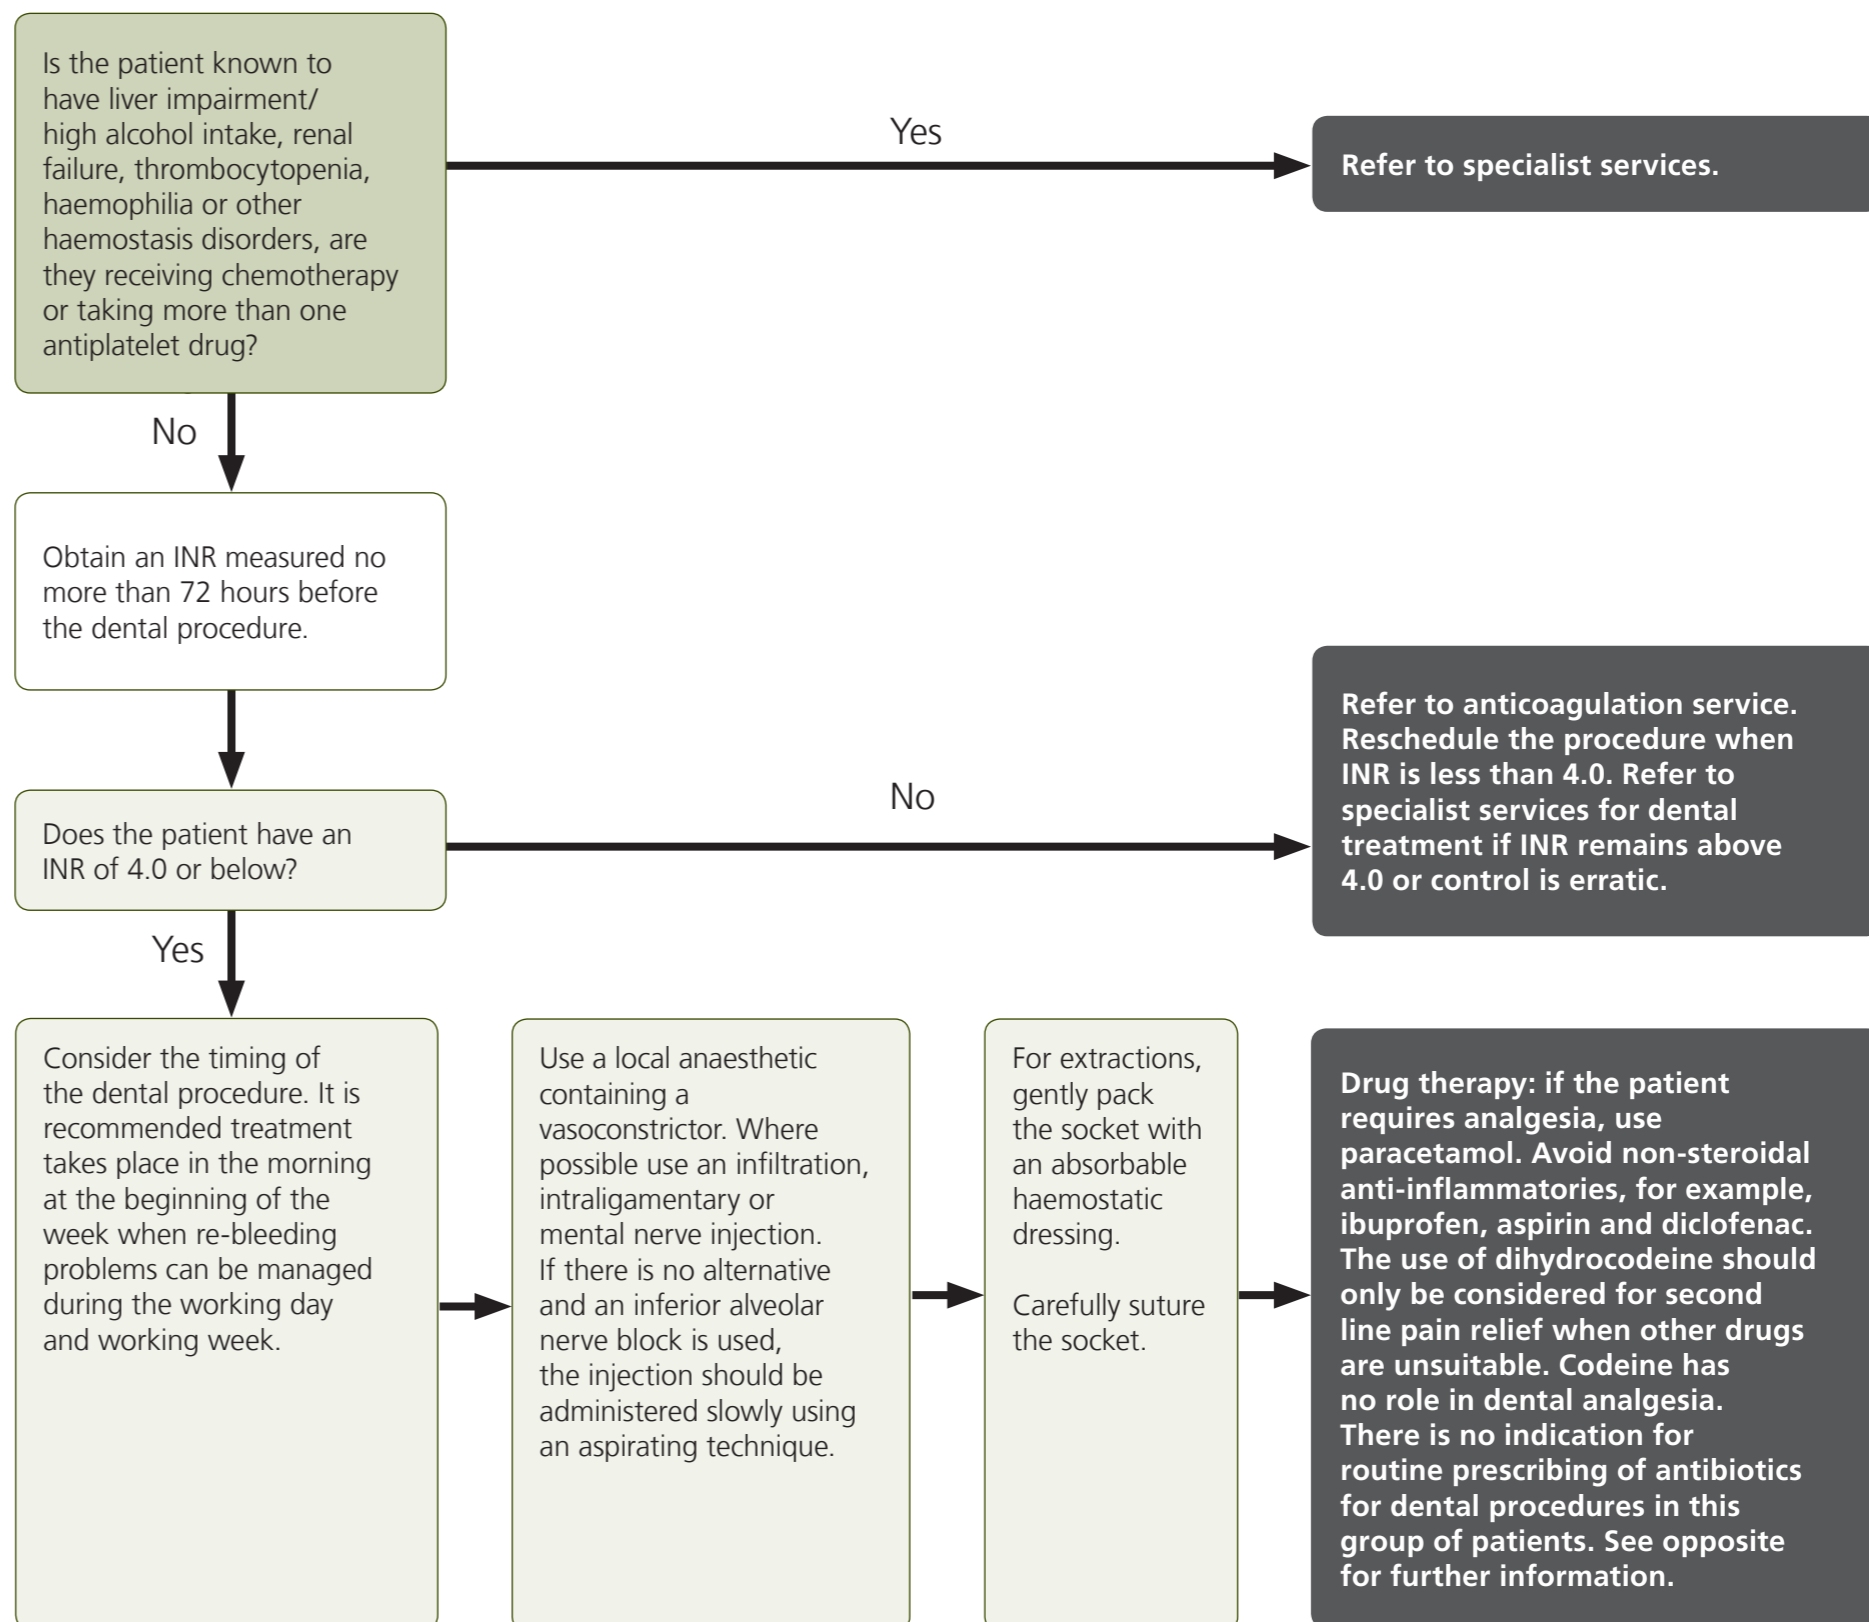 Is the patient known to
have liver impairment/
high alcohol intake, renal
failure, thrombocytopenia,
haemophilia or other
haemostasis disorders, are
they receiving chemotherapy
or taking more than one
antiplatelet drug?
Yes
Refer to specialist services.
No
Obtain an INR measured no
more than 72 hours before
the dental procedure.
Does the patient have an
INR of 4.0 or below?
No
Refer to anticoagulation service.
Reschedule the procedure when
INR is less than 4.0. Refer to
specialist services for dental
treatment if INR remains above
4.0 or control is erratic.
Yes
Consider the timing of
the dental procedure. It is
recommended treatment
takes place in the morning
at the beginning of the
week when re-bleeding
problems can be managed
during the working day
and working week.
Use a local anaesthetic
containing a
vasoconstrictor. Where
possible use an infiltration,
intraligamentary or
mental nerve injection.
If there is no alternative
and an inferior alveolar
nerve block is used,
the injection should be
administered slowly using
an aspirating technique.
For extractions,
gently pack
the socket with
an absorbable
haemostatic
dressing.
Carefully suture
the socket.
Drug therapy: if the patient
requires analgesia, use
paracetamol. Avoid non-steroidal
anti-inflammatories, for example,
ibuprofen, aspirin and diclofenac.
The use of dihydrocodeine should
only be considered for second
line pain relief when other drugs
are unsuitable. Codeine has
no role in dental analgesia.
There is no indication for
routine prescribing of antibiotics
for dental procedures in this
group of patients. See opposite
for further information.